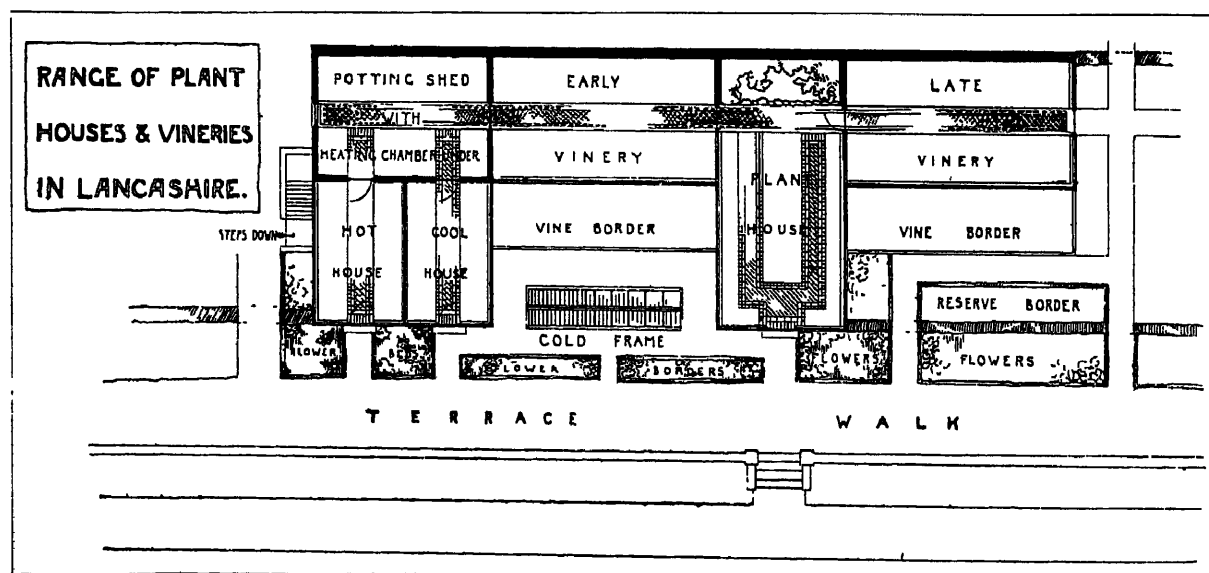 RANGE OF PLANT
HOUSES & VINERIES
IN LANCASHIRE.
POTTING SHED
WITH
HEATING CHAMBER UNDER
EARLY
VINERY
VINE BORDER
LATE
VINERY
VINE BORDER
PLANT
HOUSE
HOT
HOUSE
COOL
HOUSE
STEPS DOWN
COLD FRAME
RESERVE BORDER
FLOWER
BEDS
FLOWER
BORDERS
FLOWERS
FLOWERS
TERRACE WALK